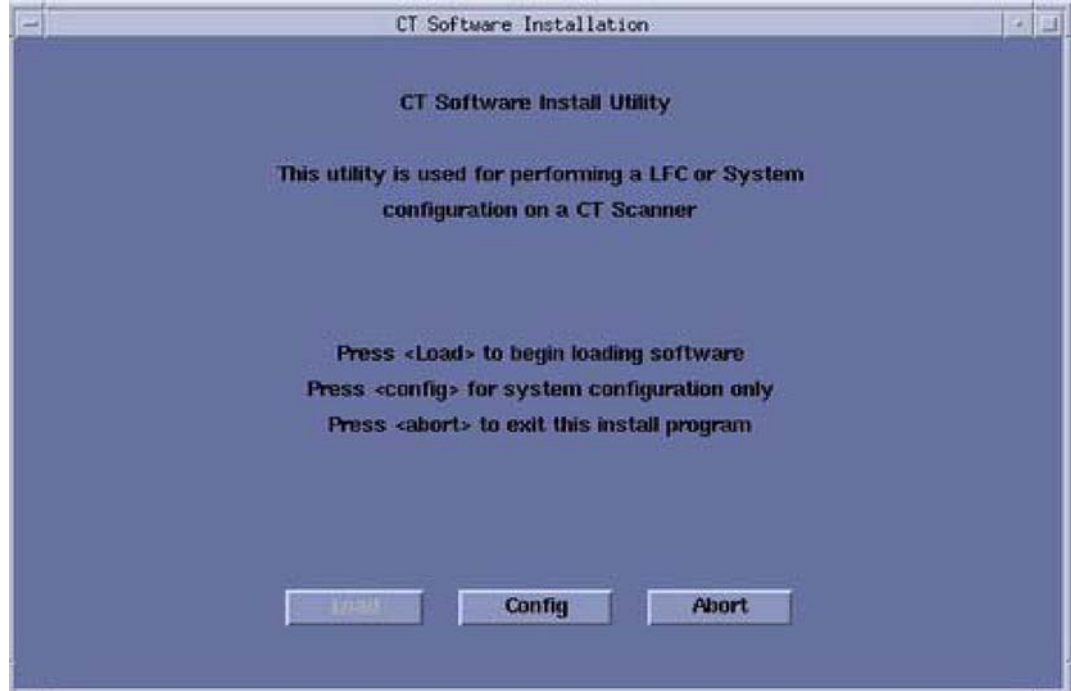 CT Software Installation
CT Software Install Utility
This utility is used for performing a LFC or System
configuration on a CT Scanner
Press <Load> to begin loading software
Press <config> for system configuration only
Press <abort> to exit this install program
Load Config Abort